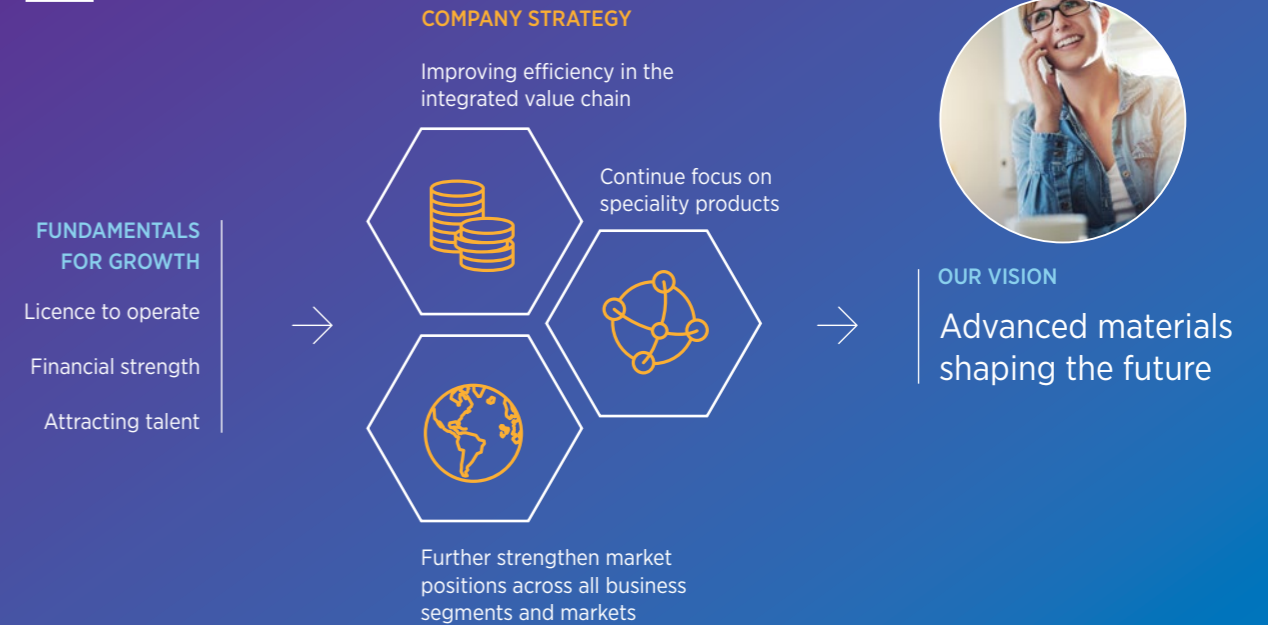 COMPANY STRATEGY
Improving efficiency in the
integrated value chain
Continue focus on
speciality products
FUNDAMENTALS
FOR GROWTH
Licence to operate
Financial strength
Attracting talent
OUR VISION
Advanced materials
shaping the future
Further strengthen market
positions across all business
segments and markets